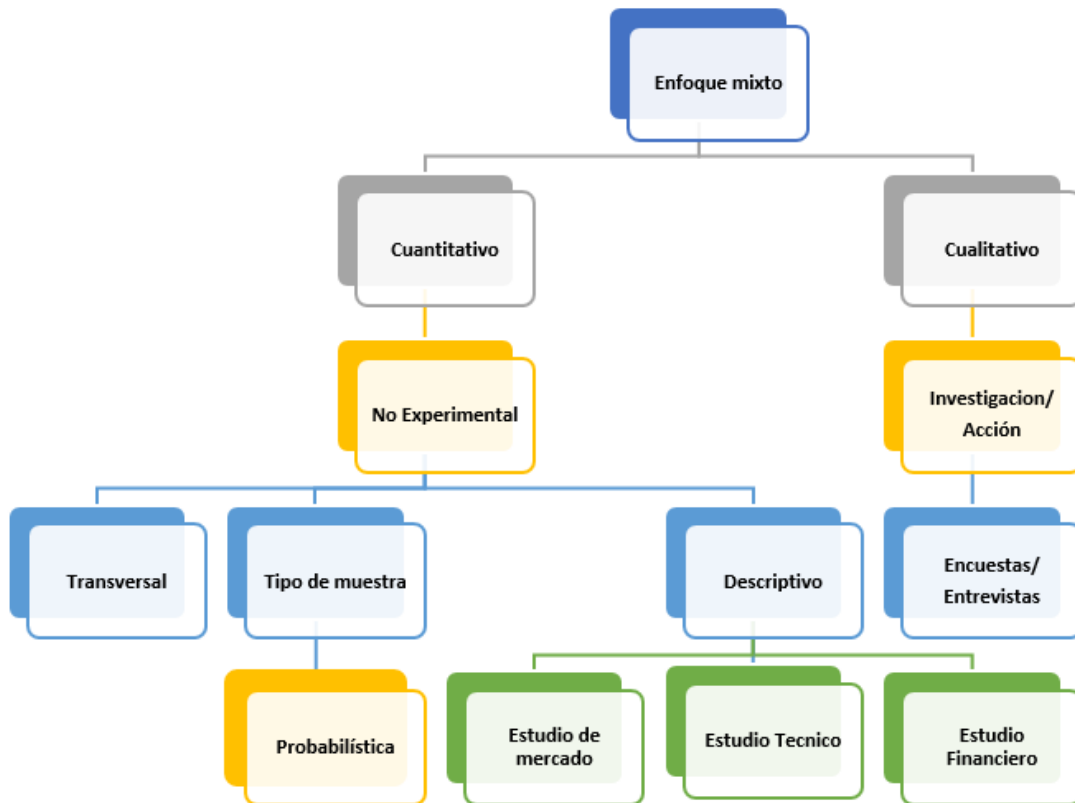 Enfoque mixto
Cuantitativo
Cualitativo
No Experimental
Investigacion/
Acción
Transversal
Tipo de muestra
Descriptivo
Encuestas/
Entrevistas
Probabilística
Estudio de
mercado
Estudio Tecnico
Estudio
Financiero